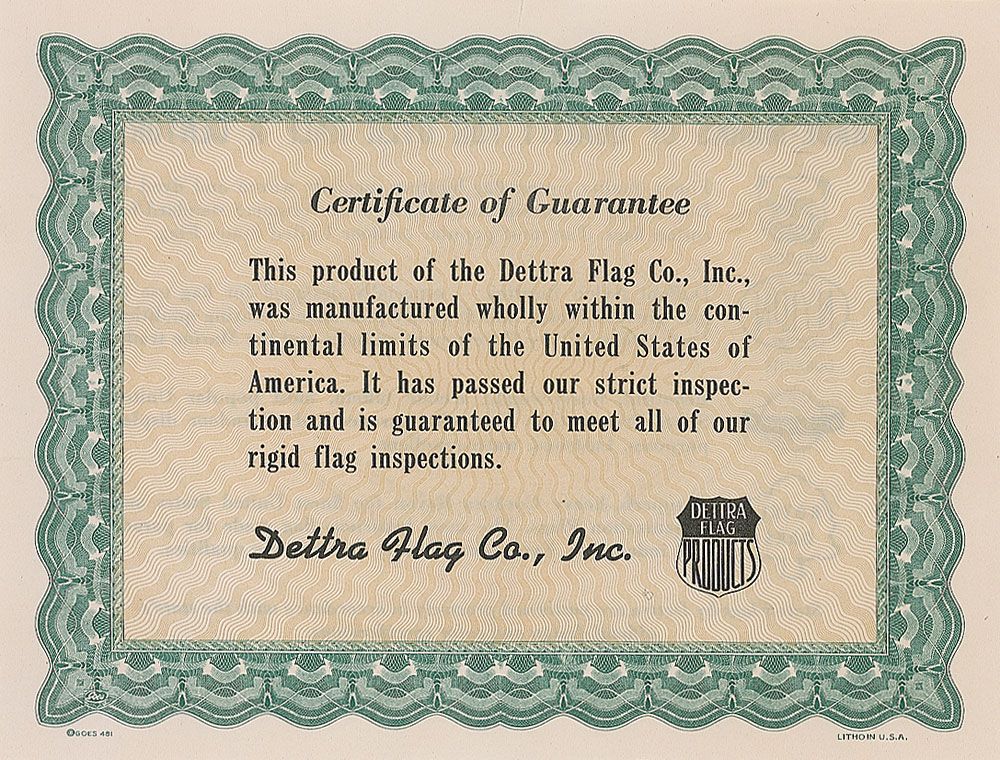 Certificate of Guarantee
This product of the Dettra Flag Co., Inc.,
was manufactured wholly within the con-
tinental limits of the United States of
America. It has passed our strict inspec-
tion and is guaranteed to meet all of our
rigid flag inspections.
Dettra Flag Co., Inc.
DETTRA
FLAG
PRODUCTS
©GOES 481
LITHO IN U.S.A.